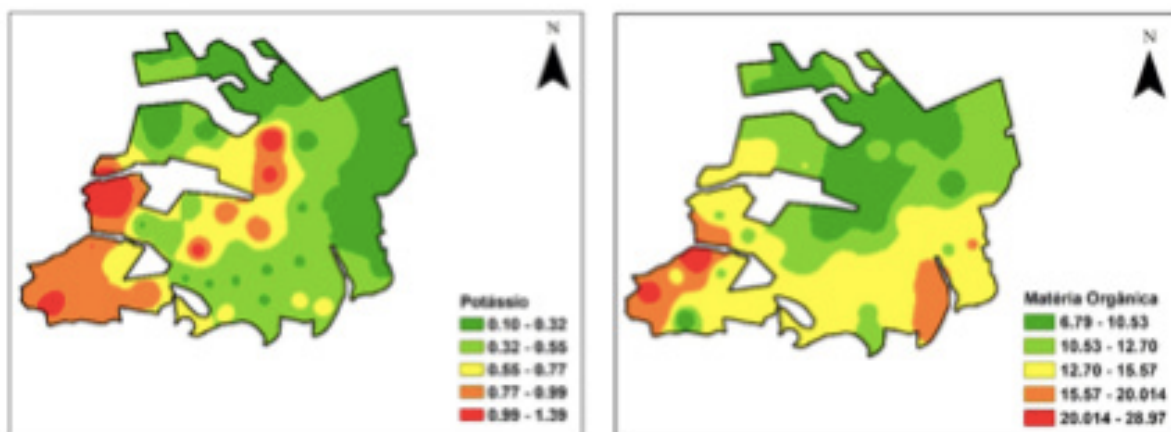 N
Potássio
0.10 - 0.32
0.32 - 0.55
0.55 - 0.77
0.77 - 0.99
0.99 - 1.39
N
Matéria Orgânica
6.79 - 10.53
10.53 - 12.70
12.70 - 15.57
15.57 - 20.014
20.014 - 28.97